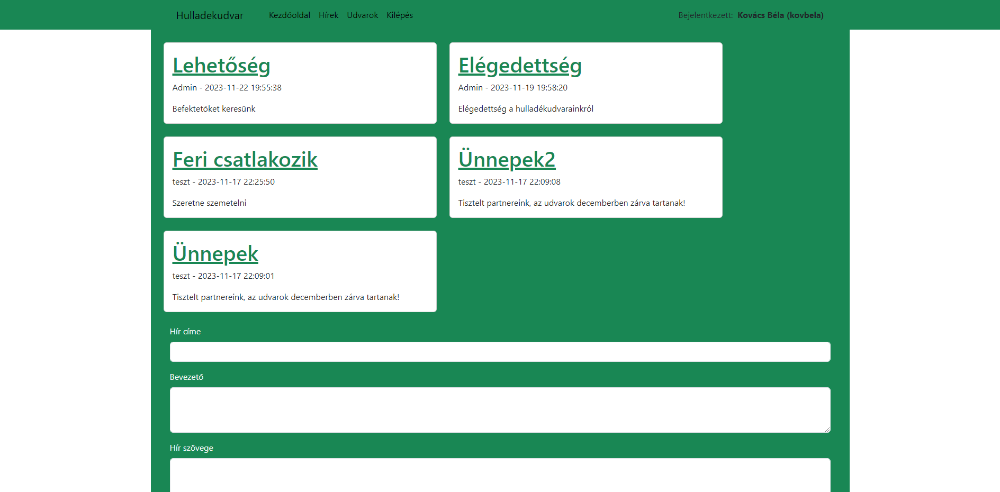 Hulladekudvar
Kezdőoldal Hírek Udvarok Kilépés
Bejelentkezett: Kovács Béla (kovbela)
Lehetőség
Admin - 2023-11-22 19:55:38
Befektetőket keresünk
Elégedettség
Admin - 2023-11-19 19:58:20
Elégedettség a hulladékudvarainkról
Feri csatlakozik
teszt - 2023-11-17 22:25:50
Szeretne szemetelni
Ünnepek2
teszt - 2023-11-17 22:09:08
Tisztelt partnereink, az udvarok decemberben zárva tartanak!
Ünnepek
teszt - 2023-11-17 22:09:01
Tisztelt partnereink, az udvarok decemberben zárva tartanak!
Hír címe
Bevezető
Hír szövege